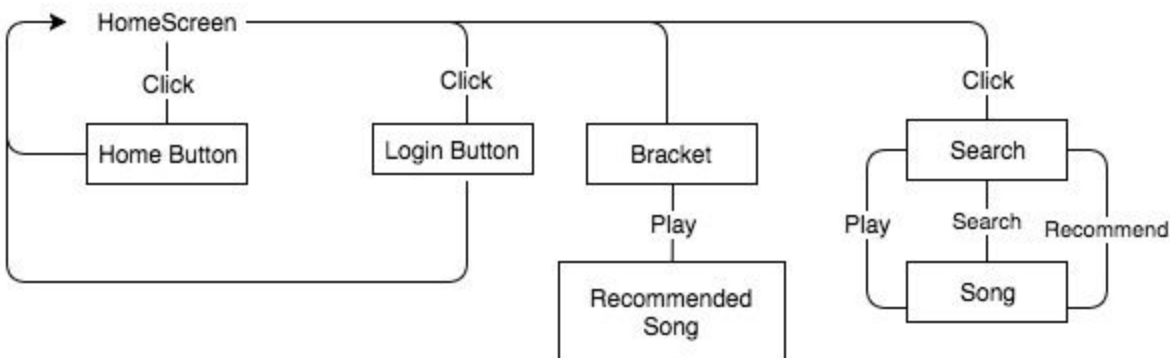 HomeScreen
Click
Click
Click
Home Button
Login Button
Bracket
Search
Play
Play
Search
Recommend
Recommended
Song
Song